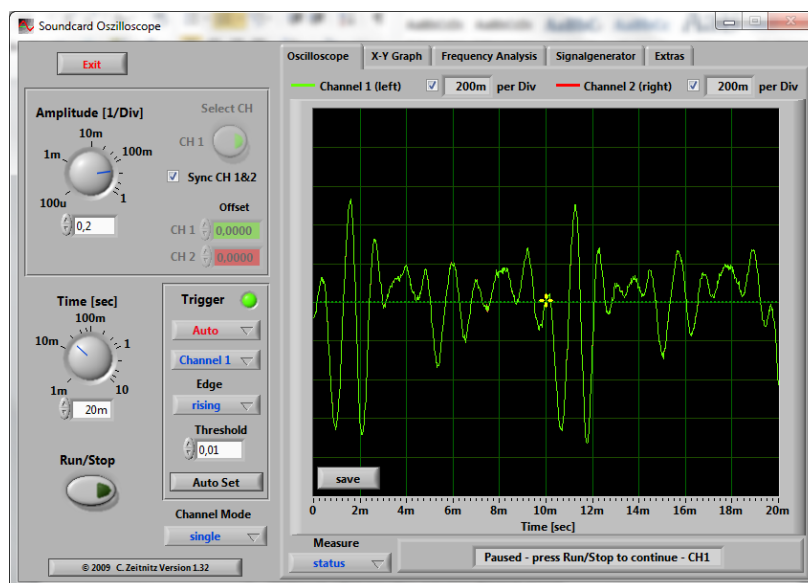 Soundcard Oszilloscope
Exit
Amplitude [1/Div]
10m
1m
100m
100u
1
0,2
Select CH
CH 1
Sync CH 1&2
Offset
CH 1 0,0000
CH 2 0,0000
Time [sec]
100m
10m
1
1m
10
20m
Run/Stop
Trigger
Auto
Channel 1
Edge
rising
Threshold
0,01
Auto Set
Channel Mode
single
© 2009 C. Zeitnitz Version 1.32
Oscilloscope X-Y Graph Frequency Analysis Signalgenerator Extras
Channel 1 (left) 200m per Div Channel 2 (right) 200m per Div
save
0 2m 4m 6m 8m 10m 12m 14m 16m 18m 20m
Time [sec]
Measure
status
Paused - press Run/Stop to continue - CH1